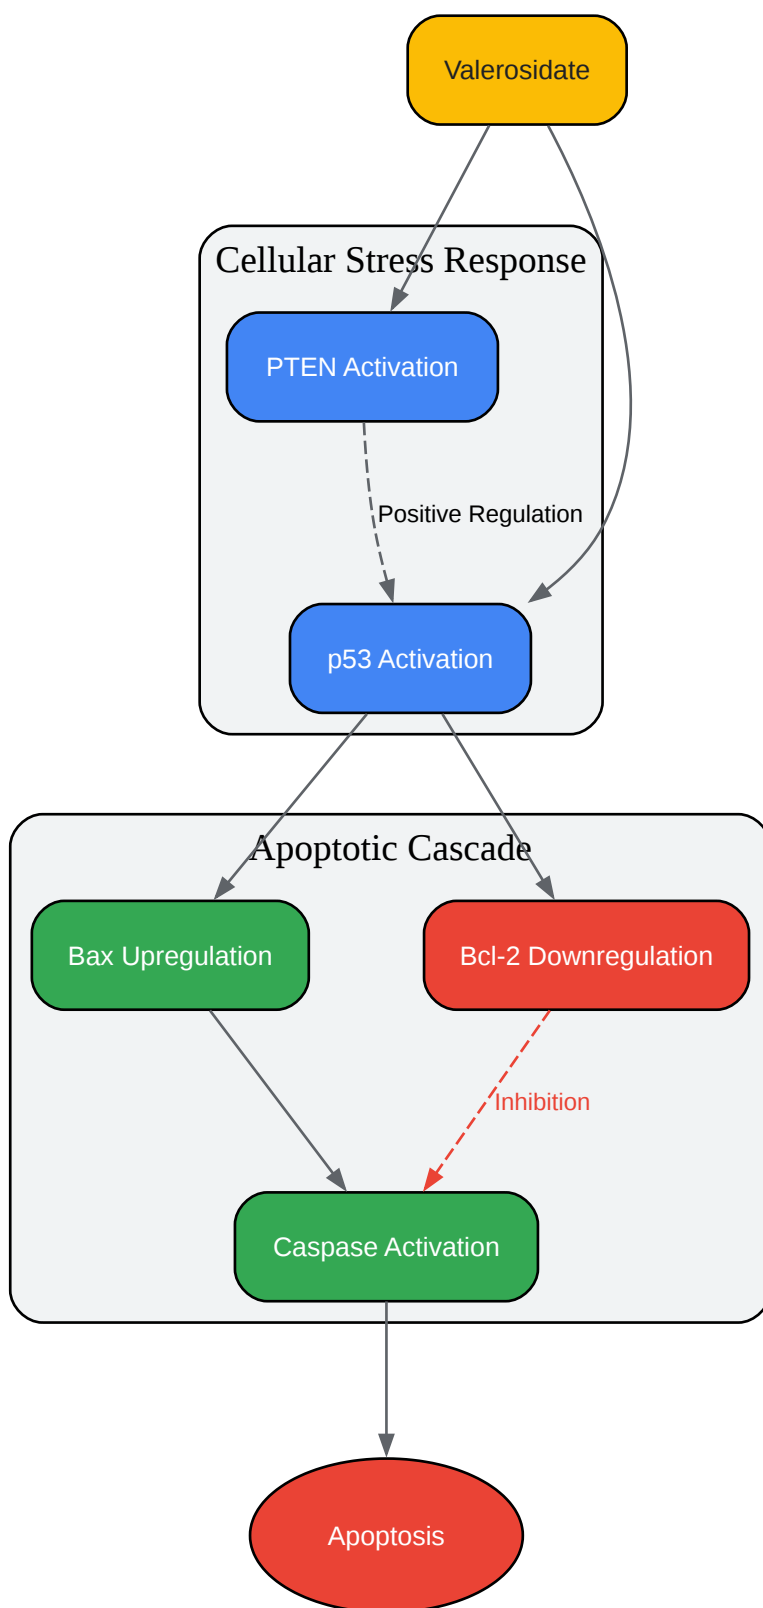 Valerosidate
Cellular Stress Response
PTEN Activation
Positive Regulation
p53 Activation
Apoptotic Cascade
Bax Upregulation
Bcl-2 Downregulation
Inhibition
Caspase Activation
Apoptosis